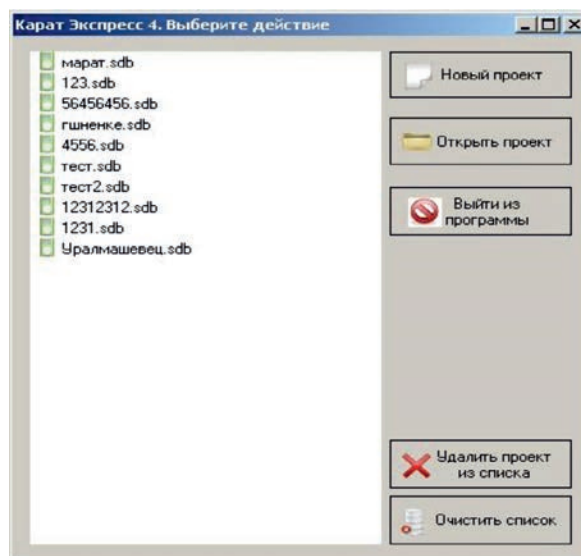 Карат Экспресс 4. Выберите действие
марат.sdb
123.sdb
56456456.sdb
гшненке.sdb
4556.sdb
тест.sdb
тест2.sdb
12312312.sdb
1231.sdb
Уралмашевец.sdb
Новый проект
Открыть проект
Выйти из
программы
Удалить проект
из списка
Очистить список